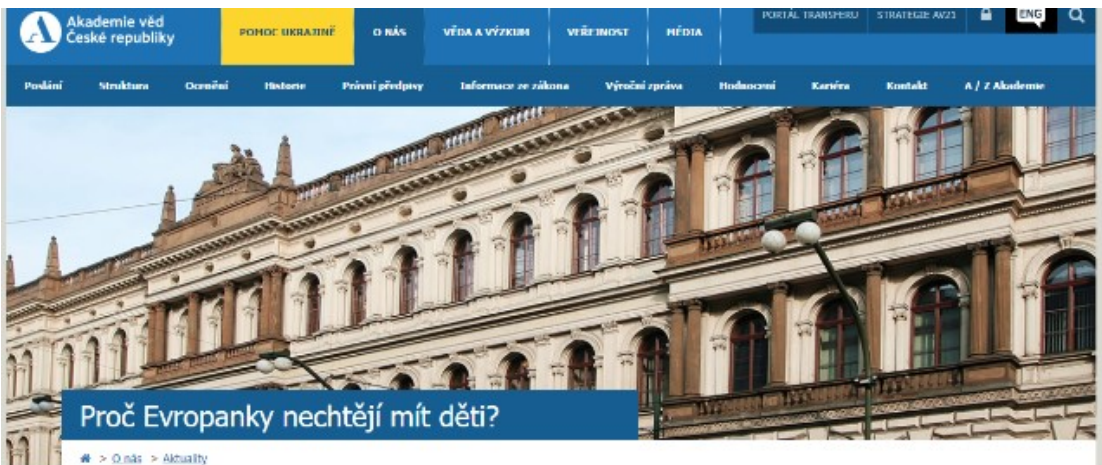 Akademie věd
České republiky
POMOC UKRAJINĚ
O NÁS
VĚDA A VÝZKUM
VEŘEJNOST
MÉDIA
PORTÁL TRANSFERU
STRATEGIE AV21
ENG
Poslání
Struktura
Ocenění
Historie
Právní předpisy
Informace ze zákona
Výroční zpráva
Hodnocení
Kariéra
Kontakt
A / Z Akademie
Proč Evropanky nechtějí mít děti?
> O nás > Aktuality